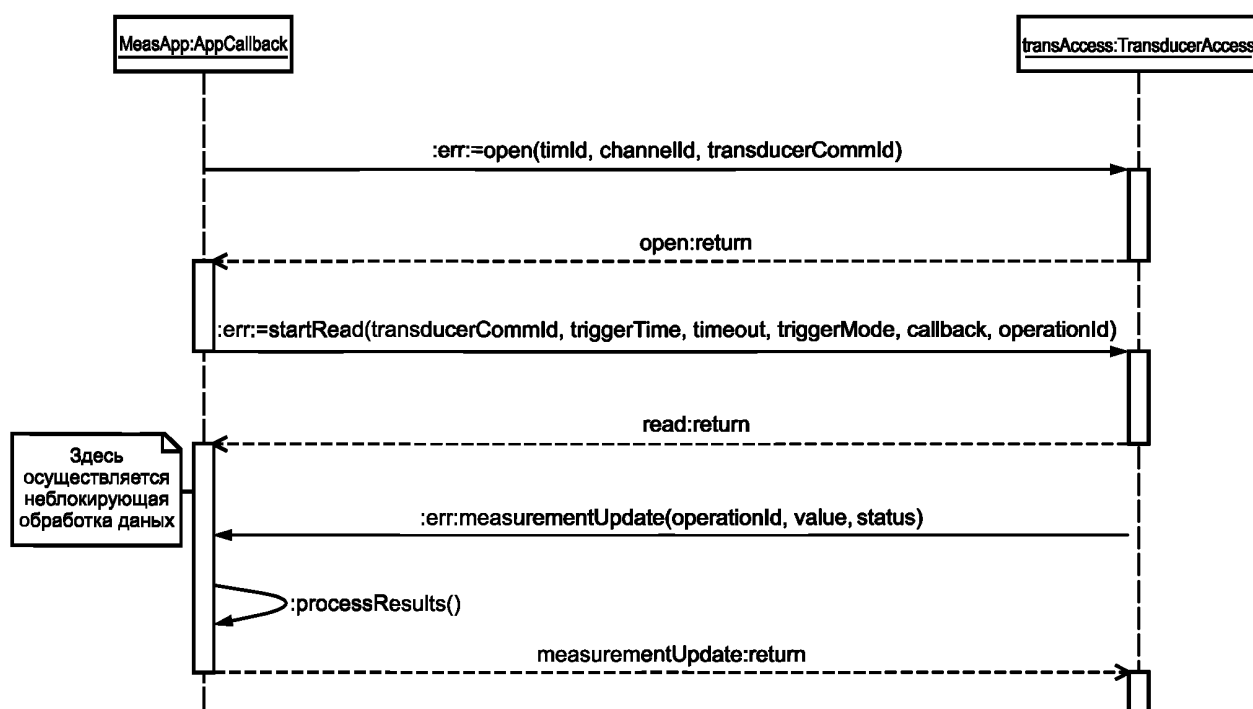 MeasApp:AppCallback
transAccess:TransducerAccess
:err:=open(timId, channelId, transducerCommId)
open:return
:err:=startRead(transducerCommId, triggerTime, timeout, triggerMode, callback, operationId)
read:return
Здесь
осуществляется
неблокирующая
обработка даных
:err:measurementUpdate(operationId, value, status)
:processResults()
measurementUpdate:return